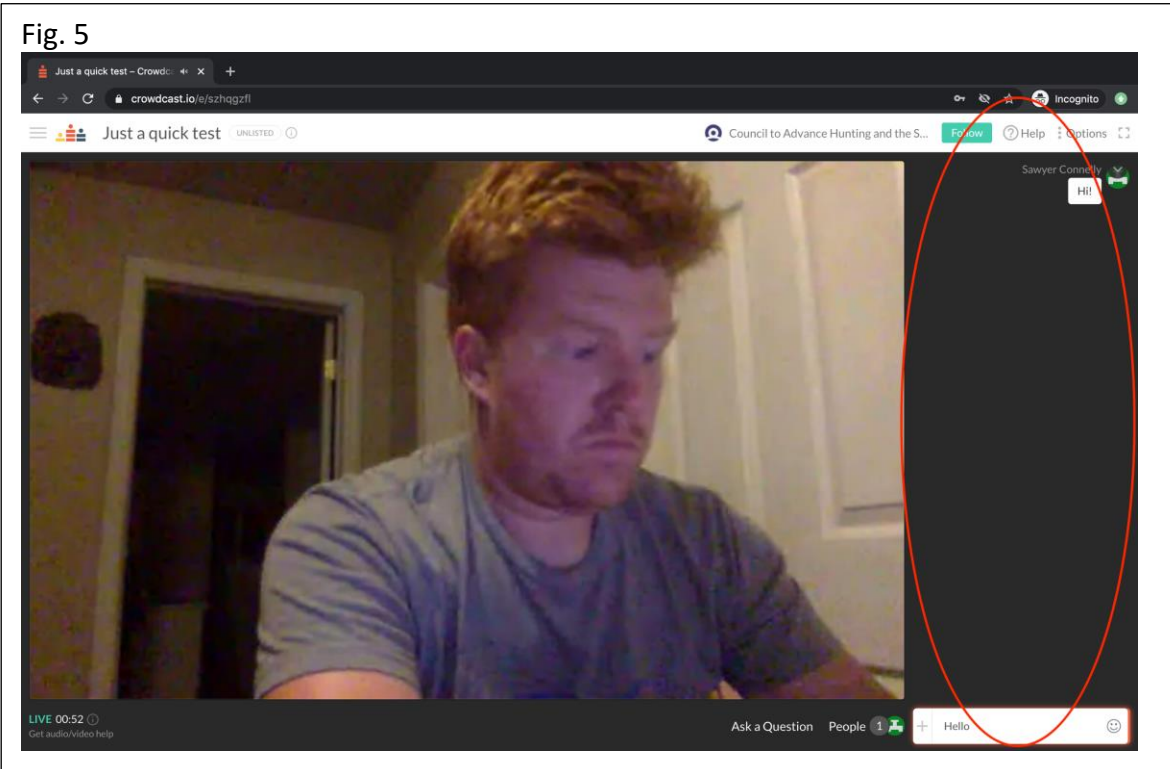 Fig. 5
Just a quick test – Crowdc
crowdcast.io/e/szhqgzfl
Incognito
Just a quick test UNLISTED
Council to Advance Hunting and the S... Follow Help Options
Sawyer Connelly
Hi!
LIVE 00:52
Get audio/video help
Ask a Question People 1
Hello